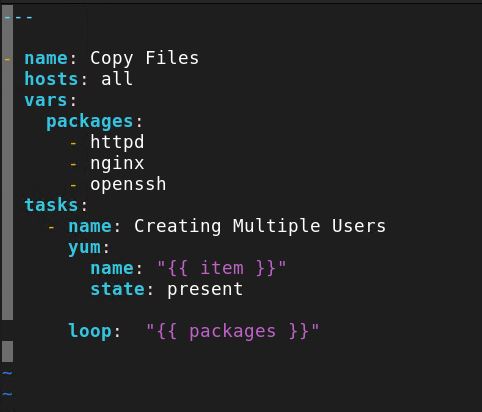 ---
- name: Copy Files
  hosts: all
  vars:
    packages:
      - httpd
      - nginx
      - openssh
  tasks:
    - name: Creating Multiple Users
      yum:
        name: "{{ item }}"
        state: present
      loop:  "{{ packages }}"
~
~